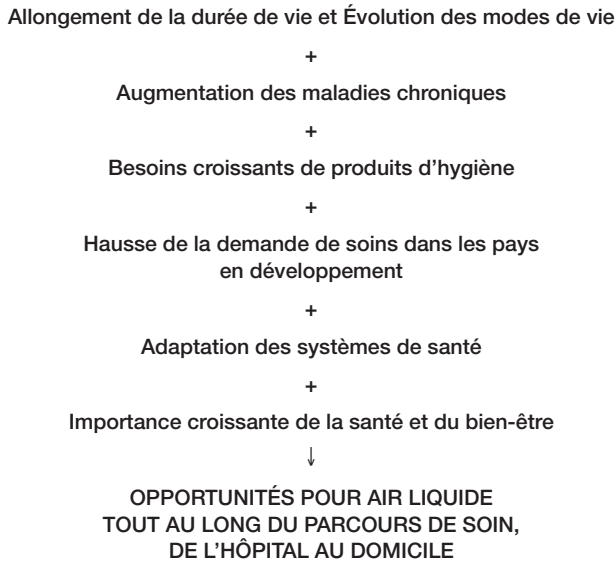 Allongement de la durée de vie et Évolution des modes de vie
+
Augmentation des maladies chroniques
+
Besoins croissants de produits d’hygiène
+
Hausse de la demande de soins dans les pays
en développement
+
Adaptation des systèmes de santé
+
Importance croissante de la santé et du bien-être
↓
OPPORTUNITÉS POUR AIR LIQUIDE
TOUT AU LONG DU PARCOURS DE SOIN,
DE L’HÔPITAL AU DOMICILE